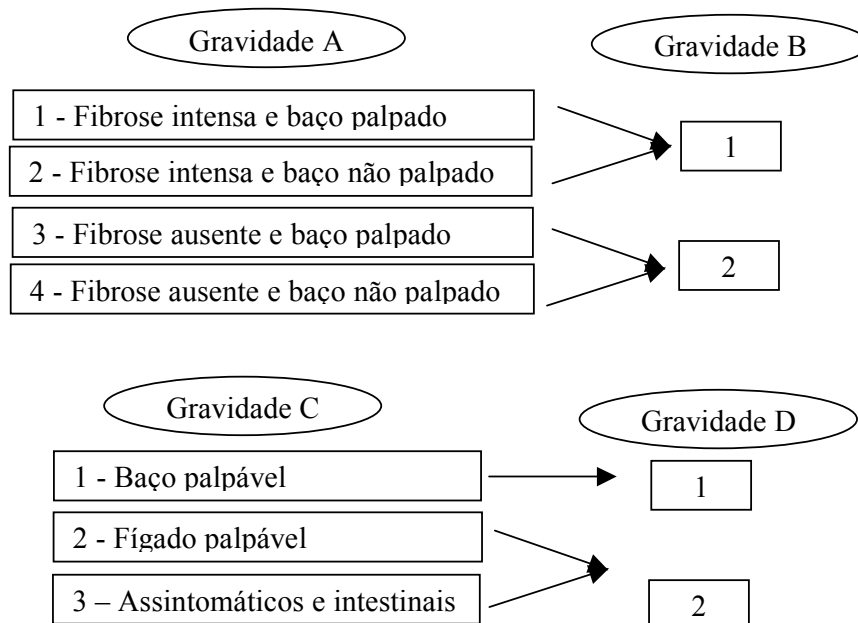 Gravidade A
Gravidade B
1 - Fibrose intensa e baço palpado
2 - Fibrose intensa e baço não palpado
1
3 - Fibrose ausente e baço palpado
4 - Fibrose ausente e baço não palpado
2
Gravidade C
Gravidade D
1 - Baço palpável
1
2 - Fígado palpável
3 – Assintomáticos e intestinais
2